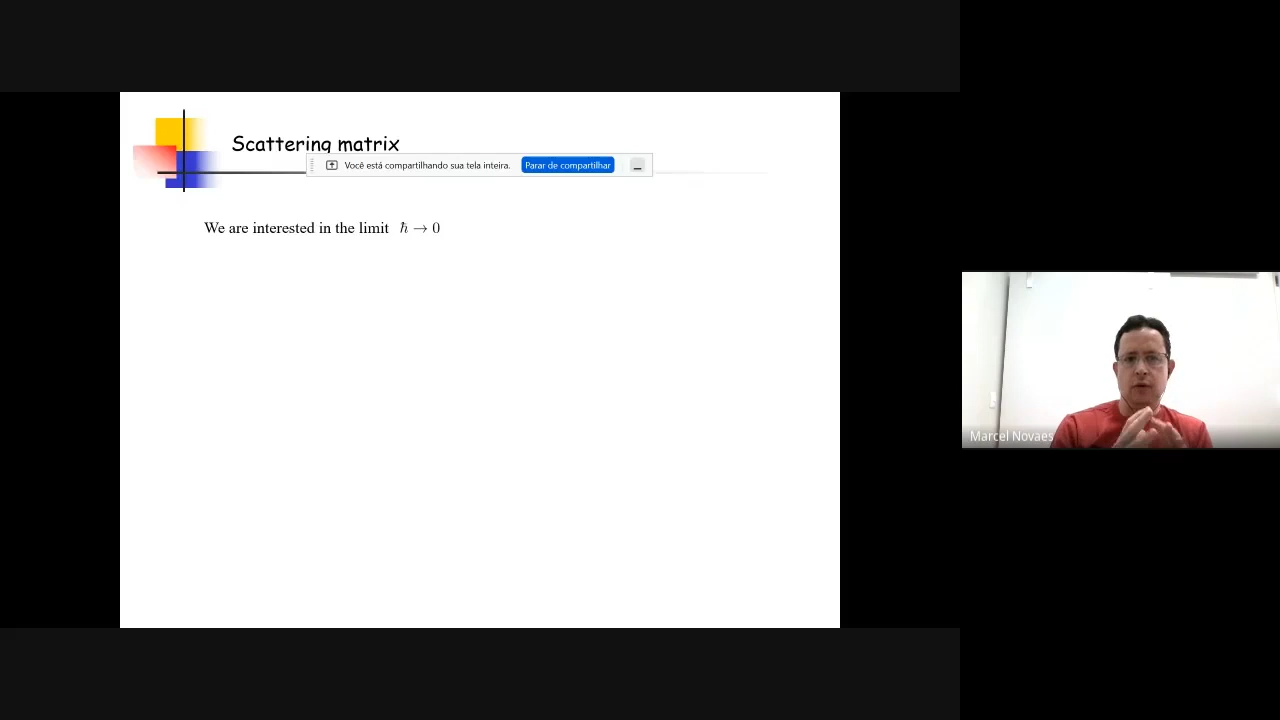 Scattering matrix
Você está compartilhando sua tela inteira. Parar de compartilhar
We are interested in the limit ℏ → 0
Marcel Novaes